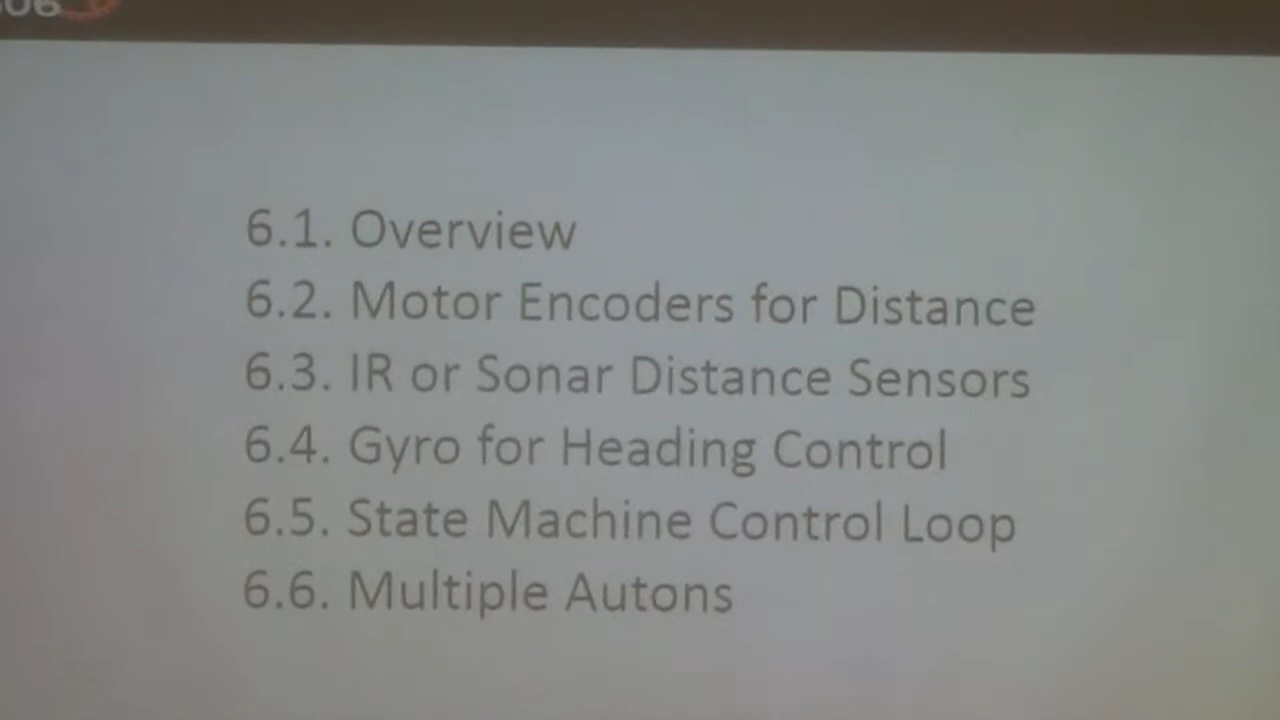 6.1. Overview
6.2. Motor Encoders for Distance
6.3. IR or Sonar Distance Sensors
6.4. Gyro for Heading Control
6.5. State Machine Control Loop
6.6. Multiple Autons